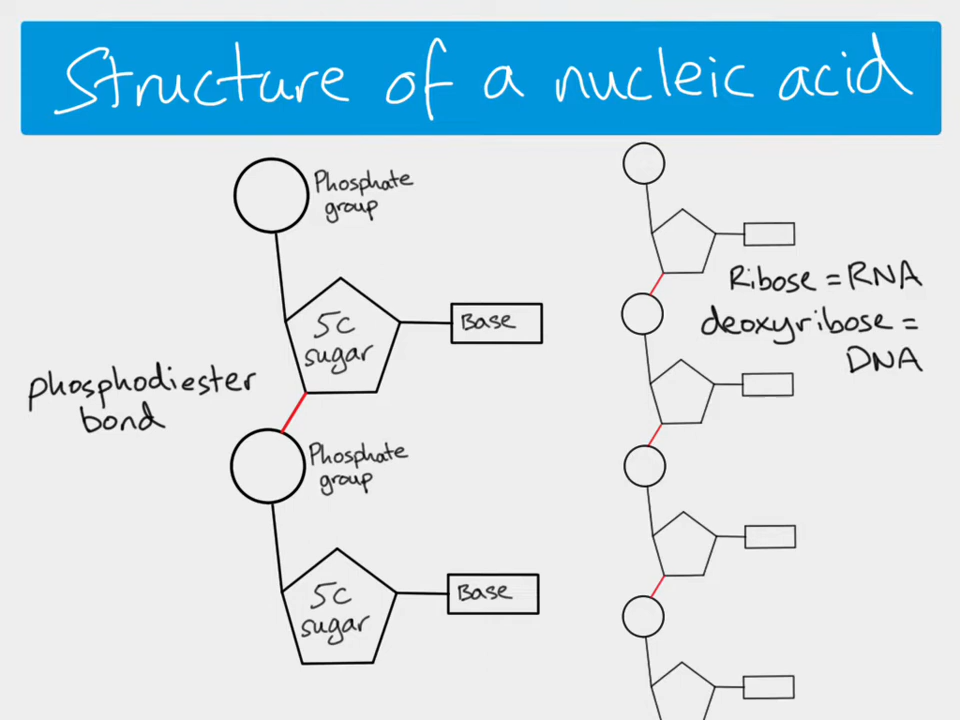 Structure of a nucleic acid
Phosphate
group
5c
sugar
Base
phosphodiester
bond
Phosphate
group
5c
sugar
Base
Ribose = RNA
deoxyribose =
DNA